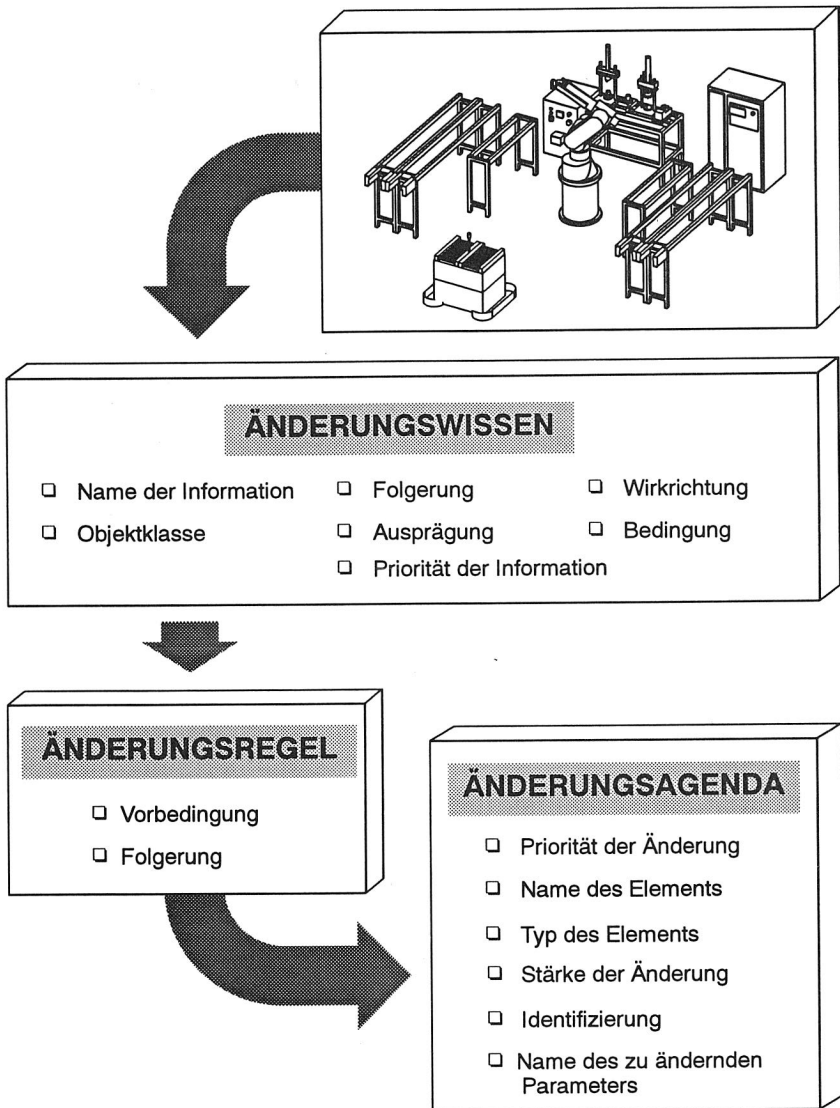 ÄNDERUNGSWISSEN
❑ Name der Information
❑ Objektklasse
❑ Folgerung
❑ Ausprägung
❑ Priorität der Information
❑ Wirkrichtung
❑ Bedingung
ÄNDERUNGSREGEL
❑ Vorbedingung
❑ Folgerung
ÄNDERUNGSAGENDA
❑ Priorität der Änderung
❑ Name des Elements
❑ Typ des Elements
❑ Stärke der Änderung
❑ Identifizierung
❑ Name des zu ändernden
Parameters